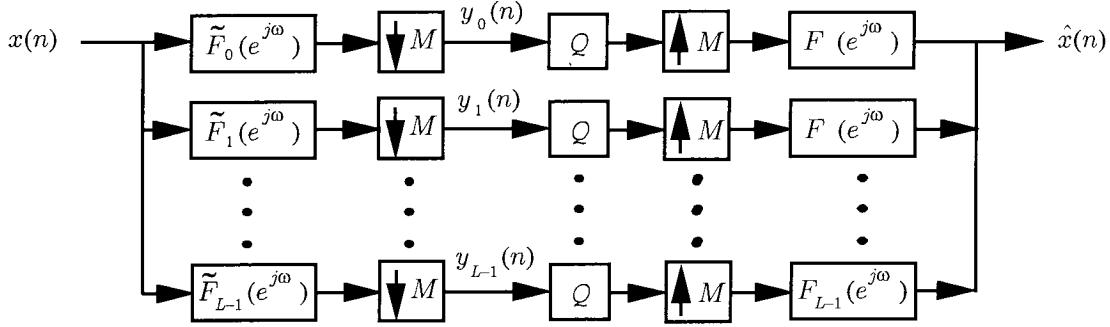 x(n) F̃₀(e^{jω}) M y₀(n) Q M F (e^{jω}) x̂(n)
F̃₁(e^{jω}) M y₁(n) Q M F (e^{jω})
F̃_{L-1}(e^{jω}) M y_{L-1}(n) Q M F_{L-1}(e^{jω})